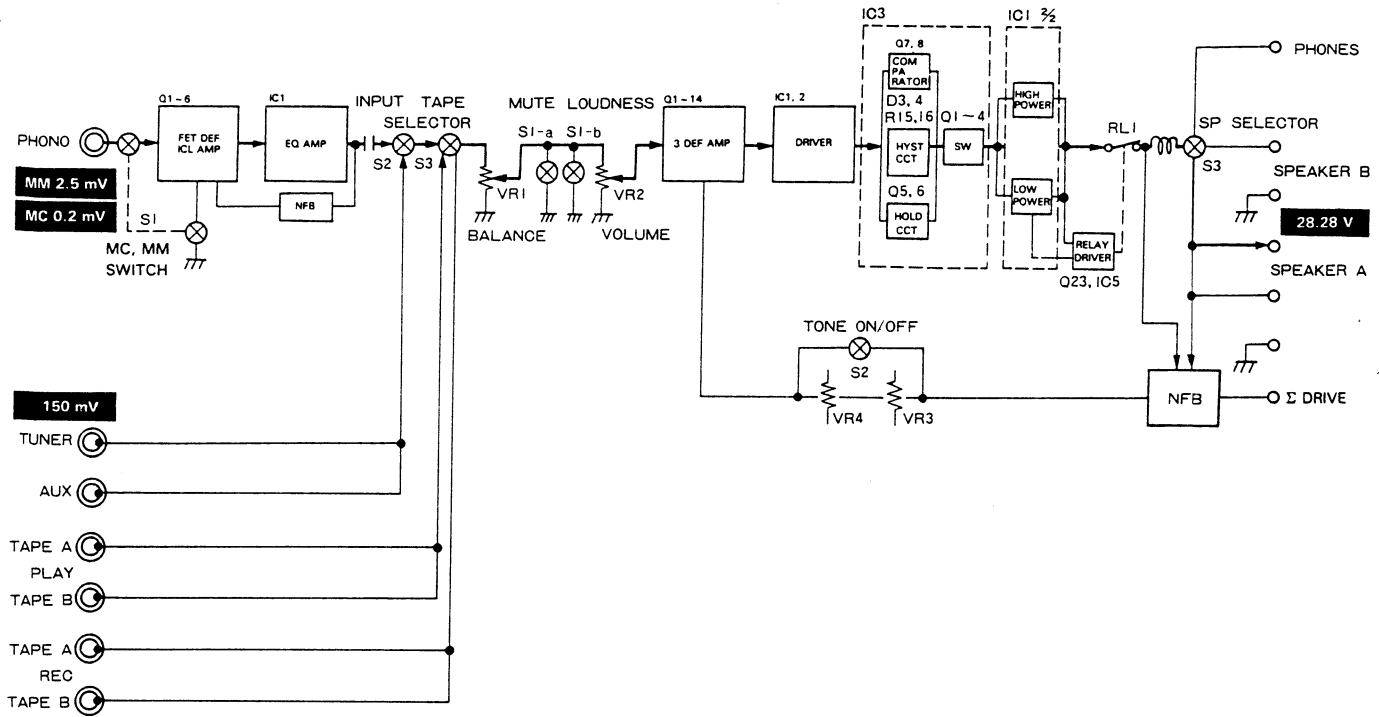 IC3
IC1 2/2
Q7, 8
COM
PA
RATOR
PHONES
Q1~6
IC1
INPUT TAPE
SELECTOR
MUTE LOUDNESS
Q1-14
IC1, 2
D3, 4
R15, 16
Q1~4
HIGH
POWER
RL1
SP SELECTOR
S1-a
S1-b
PHONO
FET DEF
ICL AMP
EQ AMP
S2
S3
3 DEF AMP
DRIVER
HYST
CCT
SW
S3
SPEAKER B
MM 2.5 mV
VR1
VR2
Q5, 6
LOW
POWER
NFB
MC 0.2 mV
S1
BALANCE
VOLUME
HOLD
CCT
28.28 V
MC, MM
SWITCH
RELAY
DRIVER
SPEAKER A
Q23, IC5
TONE ON/OFF
S2
150 mV
VR4
VR3
NFB
Σ DRIVE
TUNER
AUX
TAPE A
PLAY
TAPE B
TAPE A
REC
TAPE B